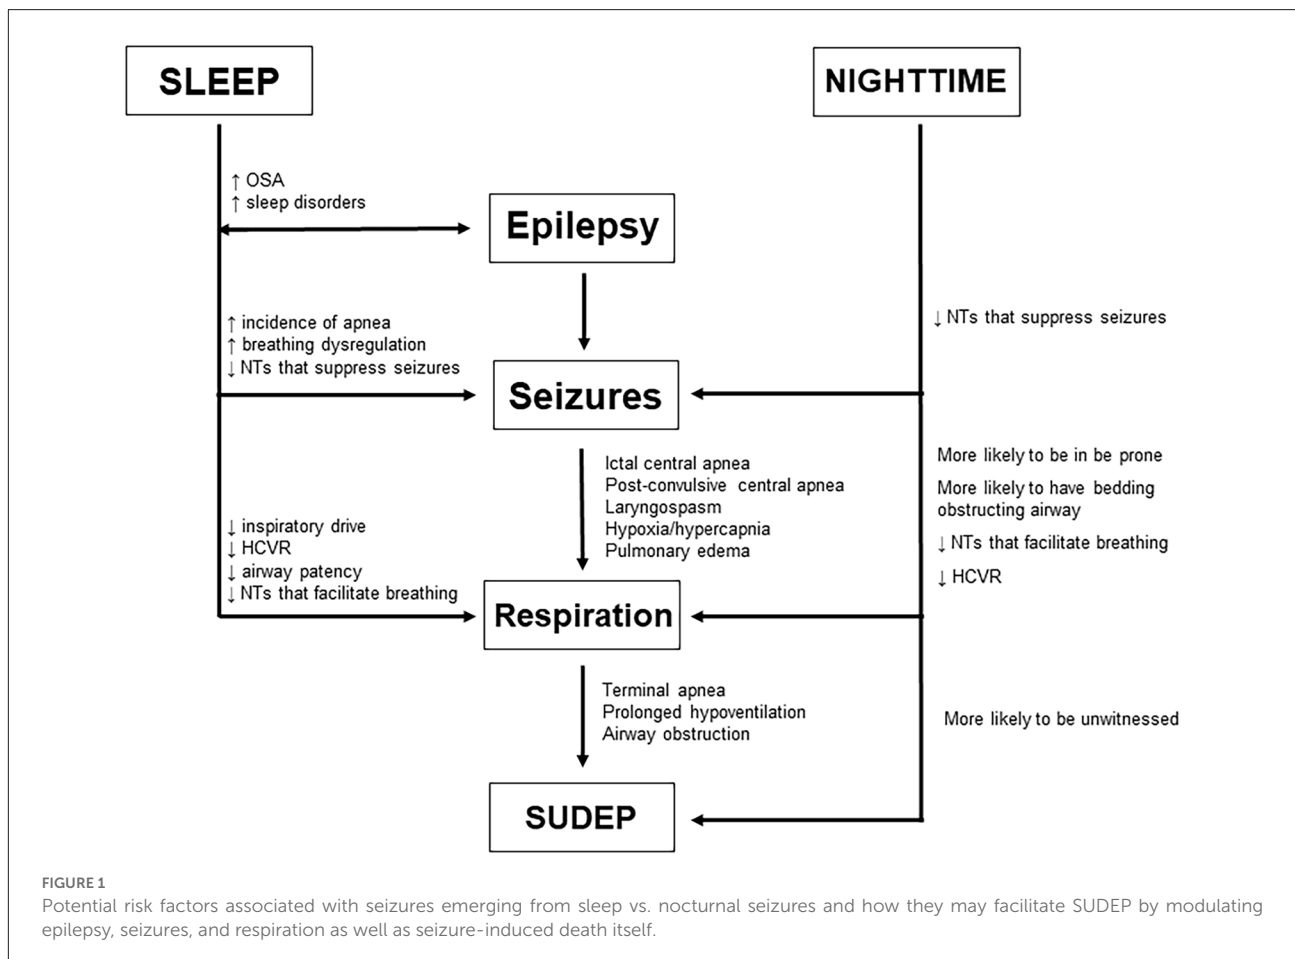 SLEEP
NIGHTTIME
↑ OSA
↑ sleep disorders
Epilepsy
↑ incidence of apnea
↑ breathing dysregulation
↓ NTs that suppress seizures
↓ NTs that suppress seizures
Seizures
Ictal central apnea
Post-convulsive central apnea
Laryngospasm
Hypoxia/hypercapnia
Pulmonary edema
More likely to be in be prone
More likely to have bedding
obstructing airway
↓ NTs that facilitate breathing
↓ HCVR
↓ inspiratory drive
↓ HCVR
↓ airway patency
↓ NTs that facilitate breathing
Respiration
Terminal apnea
Prolonged hypoventilation
Airway obstruction
More likely to be unwitnessed
SUDEP
FIGURE 1
Potential risk factors associated with seizures emerging from sleep vs. nocturnal seizures and how they may facilitate SUDEP by modulating
epilepsy, seizures, and respiration as well as seizure-induced death itself.